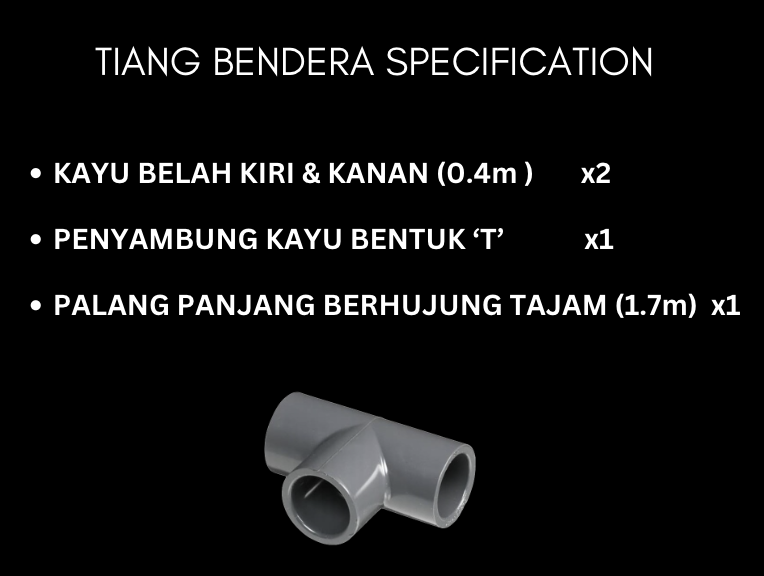 TIANG BENDERA SPECIFICATION
• KAYU BELAH KIRI & KANAN (0.4m ) x2
• PENYAMBUNG KAYU BENTUK ‘T’ x1
• PALANG PANJANG BERHUJUNG TAJAM (1.7m) x1